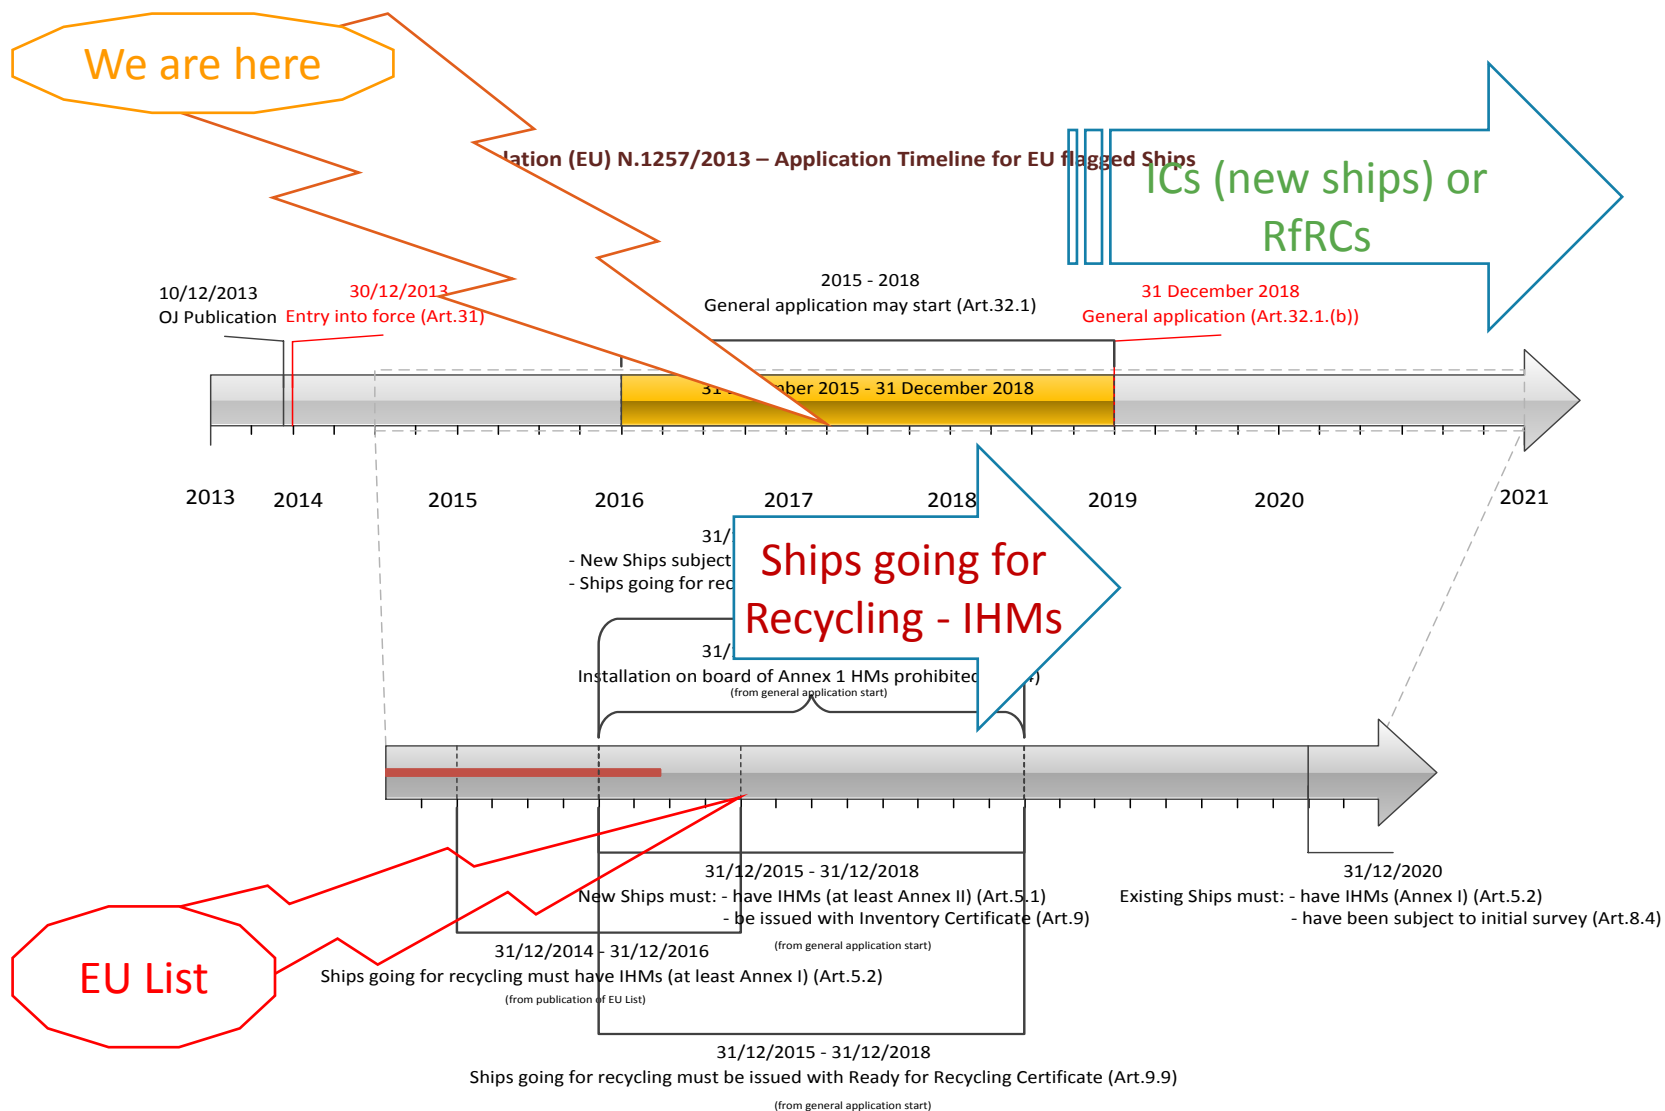 We are here
lation (EU) N.1257/2013 – Application Timeline for EU flagged Ships
ICs (new ships) or
RfRCs
10/12/2013
OJ Publication
30/12/2013
Entry into force (Art.31)
2015 - 2018
General application may start (Art.32.1)
31 December 2018
General application (Art.32.1.(b))
31 mber 2015 - 31 December 2018
2013
2014
2015
2016
2017
2018
2019
2020
2021
31/
- New Ships subject
- Ships going for rec
Ships going for
Recycling - IHMs
31/
Installation on board of Annex 1 HMs prohibited )
(from general application start)
31/12/2015 - 31/12/2018
New Ships must: - have IHMs (at least Annex II) (Art.5.1)
- be issued with Inventory Certificate (Art.9)
(from general application start)
31/12/2020
Existing Ships must: - have IHMs (Annex I) (Art.5.2)
- have been subject to initial survey (Art.8.4)
31/12/2014 - 31/12/2016
Ships going for recycling must have IHMs (at least Annex I) (Art.5.2)
(from publication of EU List)
EU List
31/12/2015 - 31/12/2018
Ships going for recycling must be issued with Ready for Recycling Certificate (Art.9.9)
(from general application start)